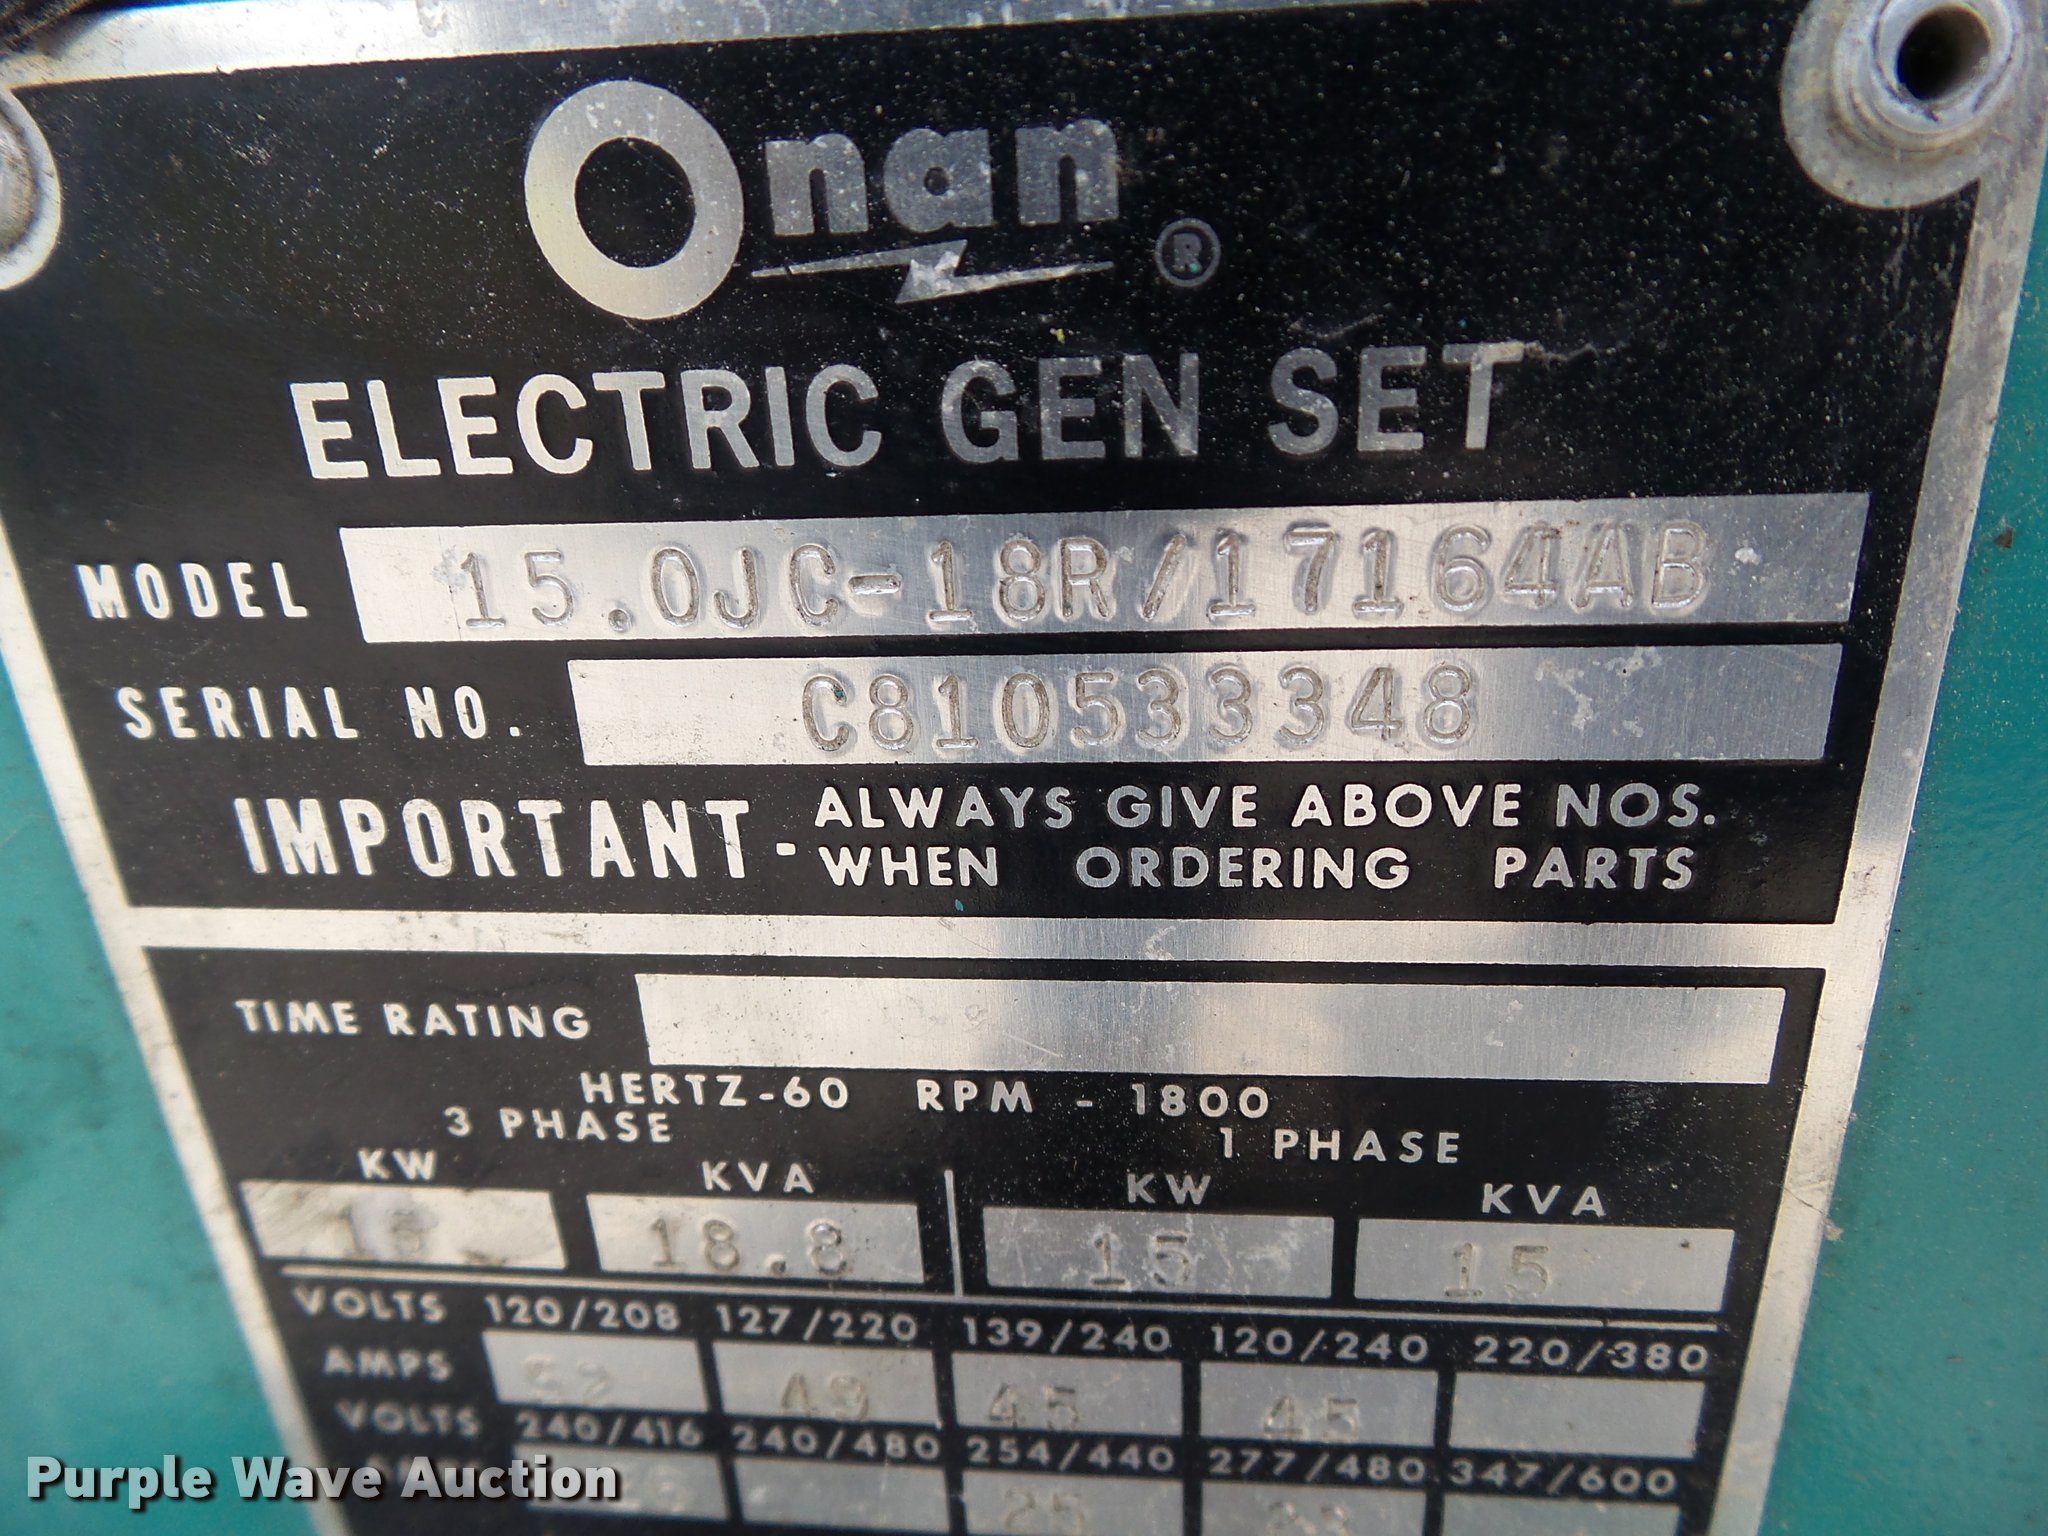 Onan ®
ELECTRIC GEN SET
MODEL 15.0JC-18R/17164AB
SERIAL NO. C810533348
IMPORTANT- ALWAYS GIVE ABOVE NOS.
WHEN ORDERING PARTS
TIME RATING
HERTZ-60 RPM - 1800
3 PHASE 1 PHASE
KW KVA KW KVA
15 18.8 15 15
VOLTS 120/208 127/220 139/240 120/240 220/380
AMPS 52 49 45 45
VOLTS 240/416 240/480 254/440 277/480 347/600
25
Purple Wave Auction